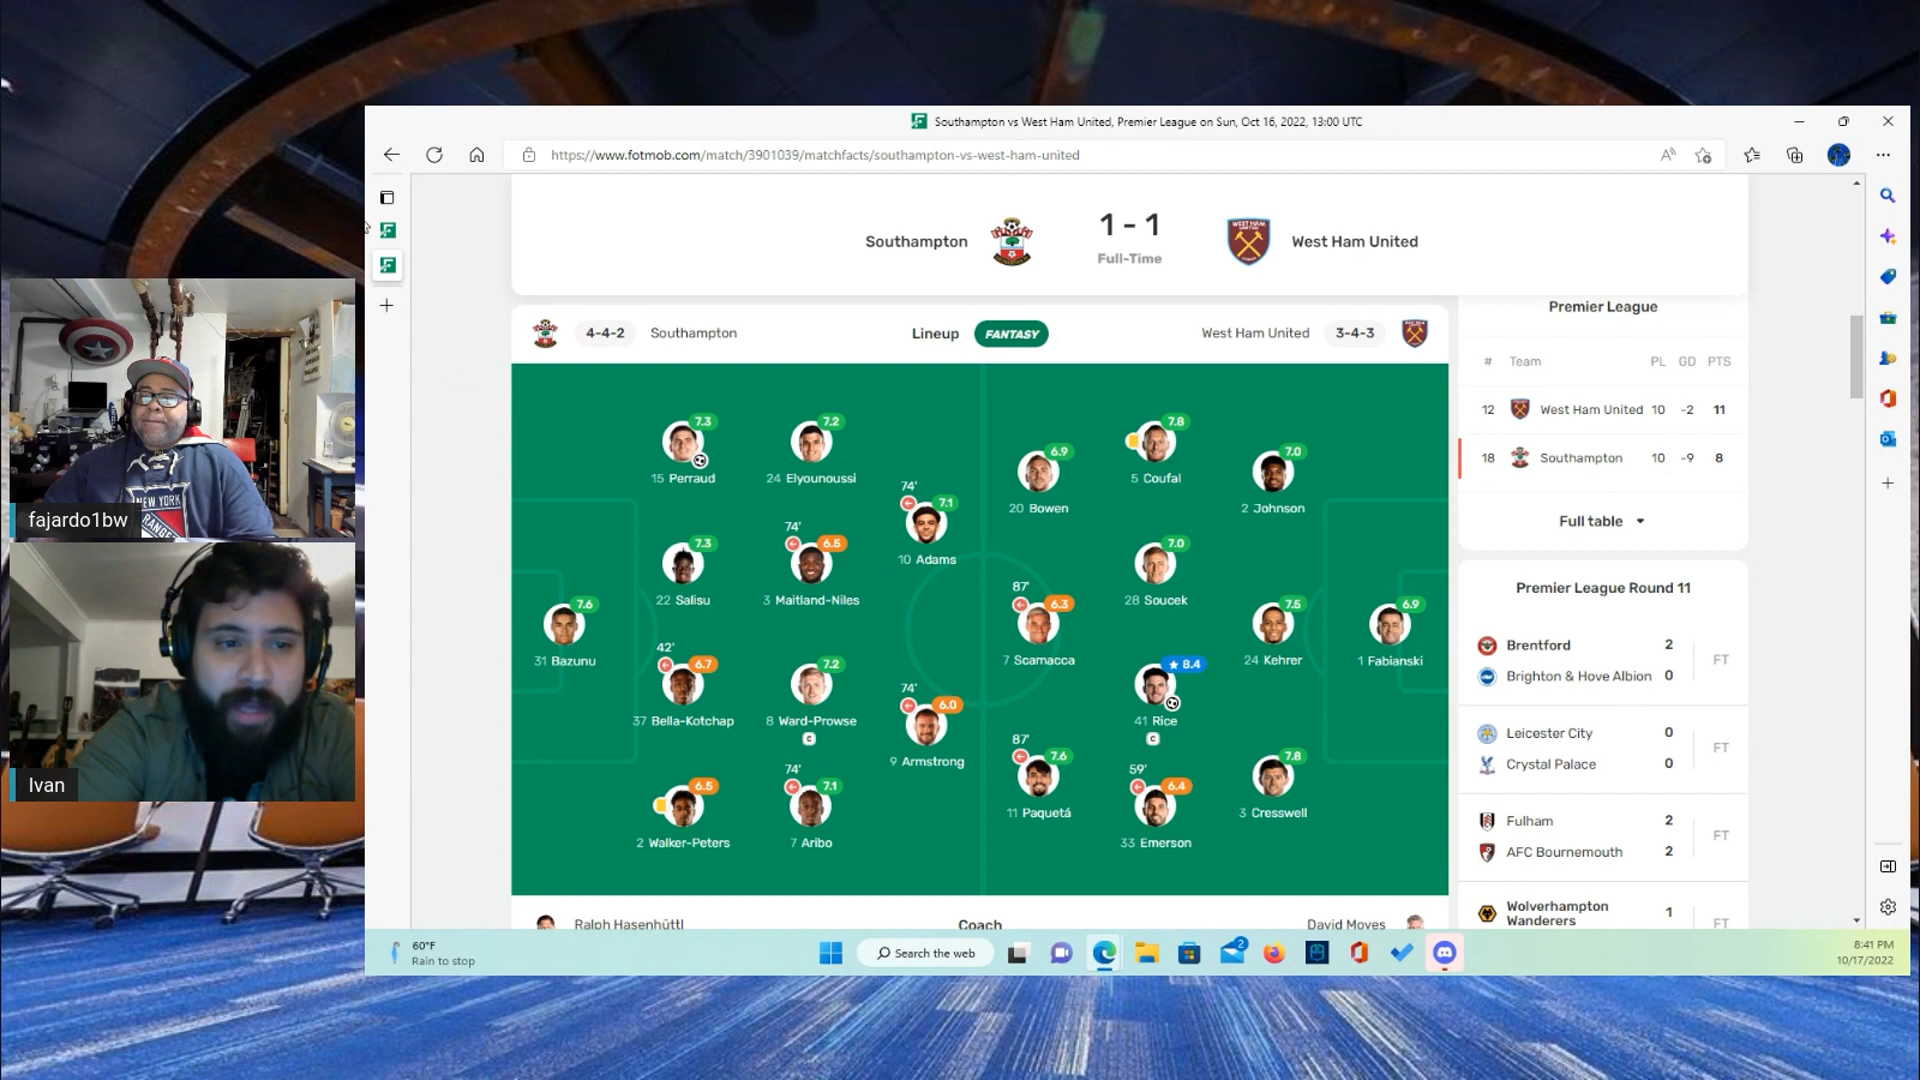 Southampton vs West Ham United, Premier League on Sun, Oct 16, 2022, 13:00 UTC
https://www.fotmob.com/match/3901039/matchfacts/southampton-vs-west-ham-united
Southampton
1 - 1
Full-Time
West Ham United
4-4-2
Southampton
Lineup
FANTASY
West Ham United
3-4-3
7.3
15 Perraud
7.2
24 Elyounoussi
74'
7.1
10 Adams
7.3
22 Salisu
74'
6.5
3 Maitland-Niles
7.6
31 Bazunu
42'
6.7
37 Bella-Kotchap
7.2
8 Ward-Prowse
C
74'
6.0
9 Armstrong
6.5
2 Walker-Peters
74'
7.1
7 Aribo
6.9
20 Bowen
7.8
5 Coufal
7.0
2 Johnson
87'
6.3
7 Scamacca
7.0
28 Soucek
7.5
24 Kehrer
6.9
1 Fabianski
8.4
41 Rice
C
87'
7.6
11 Paquetá
59'
6.4
33 Emerson
7.8
3 Cresswell
Ralph Hasenhüttl
Coach
David Moyes
Premier League
# Team PL GD PTS
12 West Ham United 10 -2 11
18 Southampton 10 -9 8
Full table
Premier League Round 11
Brentford 2
Brighton & Hove Albion 0
FT
Leicester City 0
Crystal Palace 0
FT
Fulham 2
AFC Bournemouth 2
FT
Wolverhampton
Wanderers
1
FT
60°F
Rain to stop
Search the web
2
8:41 PM
10/17/2022
NEW YORK
RANGERS
fajardo1bw
Ivan